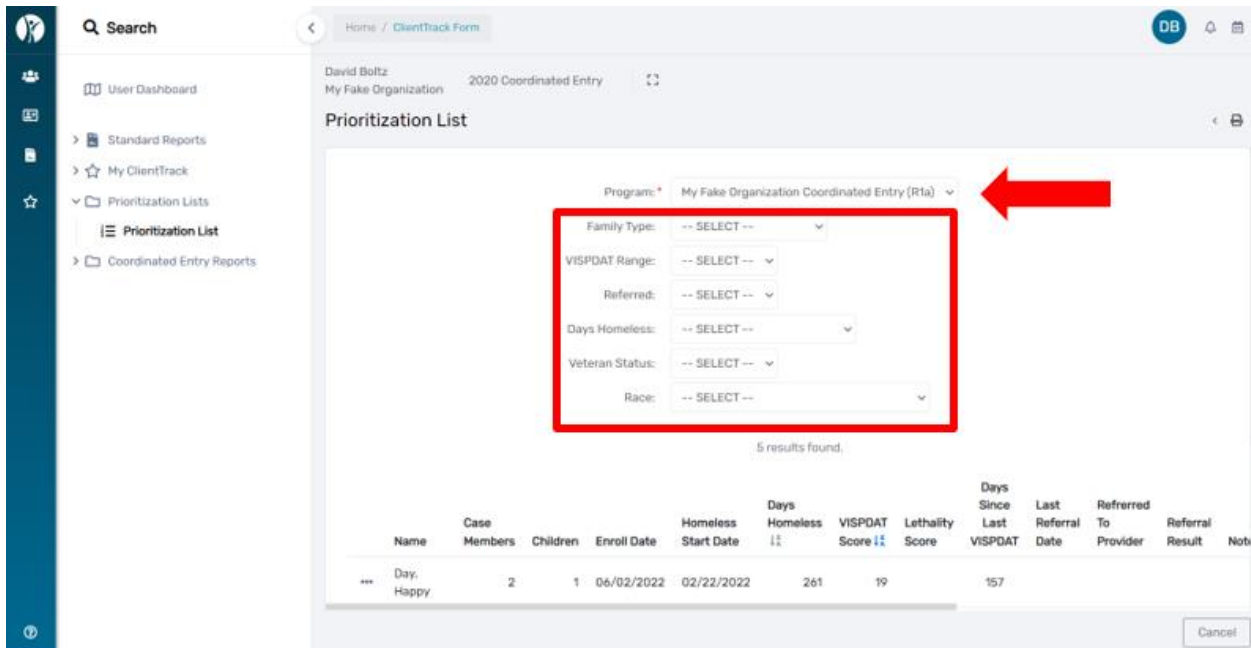 Search
Home / ClientTrack Form
DB
David Boltz
My Fake Organization
2020 Coordinated Entry
User Dashboard
Standard Reports
My ClientTrack
Prioritization Lists
Prioritization List
Coordinated Entry Reports
Prioritization List
Program:* My Fake Organization Coordinated Entry (R1a)
Family Type: -- SELECT --
VISPDAT Range: -- SELECT --
Referred: -- SELECT --
Days Homeless: -- SELECT --
Veteran Status: -- SELECT --
Race: -- SELECT --
5 results found.
Name
Case
Members
Children
Enroll Date
Homeless
Start Date
Days
Homeless
VISPDAT
Score
Lethality
Score
Days
Since
Last
VISPDAT
Last
Referral
Date
Refrerred
To
Provider
Referral
Result
Note
Day,
Happy
2 1 06/02/2022 02/22/2022 261 19 157
Cancel